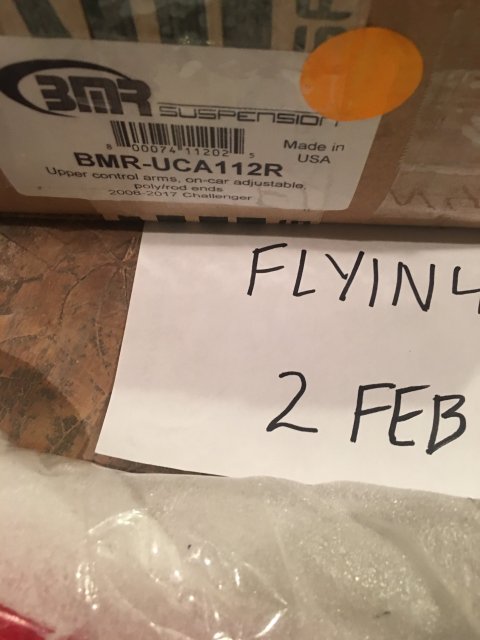 BMR SUSPENSION
8 00074 11202 5
Made in
USA
BMR-UCA112R
Upper control arms, on-car adjustable,
poly/rod ends
2008-2017 Challenger
FLYIN4
2 FEB